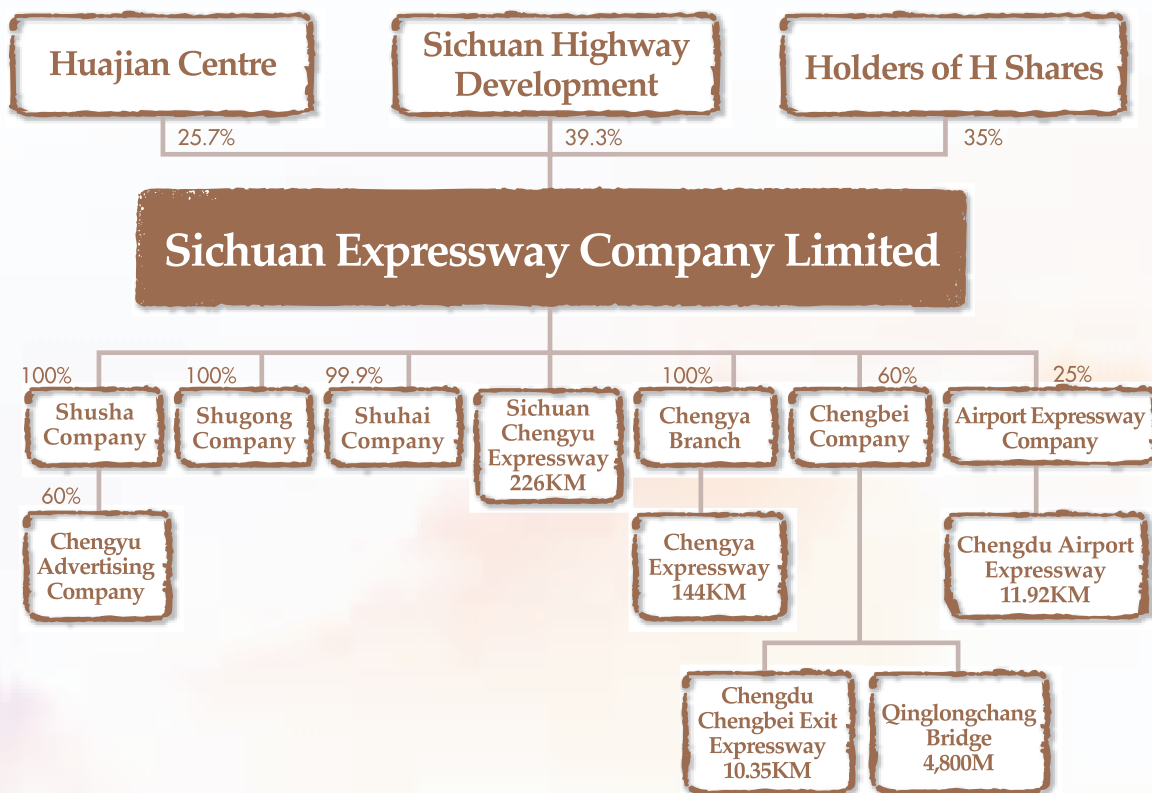 Huajian Centre
Sichuan Highway
Development
Holders of H Shares
25.7%
39.3%
35%
Sichuan Expressway Company Limited
100%
100%
99.9%
100%
60%
25%
Shusha
Company
Shugong
Company
Shuhai
Company
Sichuan
Chengyu
Expressway
226KM
Chengya
Branch
Chengbei
Company
Airport Expressway
Company
60%
Chengyu
Advertising
Company
Chengya
Expressway
144KM
Chengdu Airport
Expressway
11.92KM
Chengdu
Chengbei Exit
Expressway
10.35KM
Qinglongchang
Bridge
4,800M